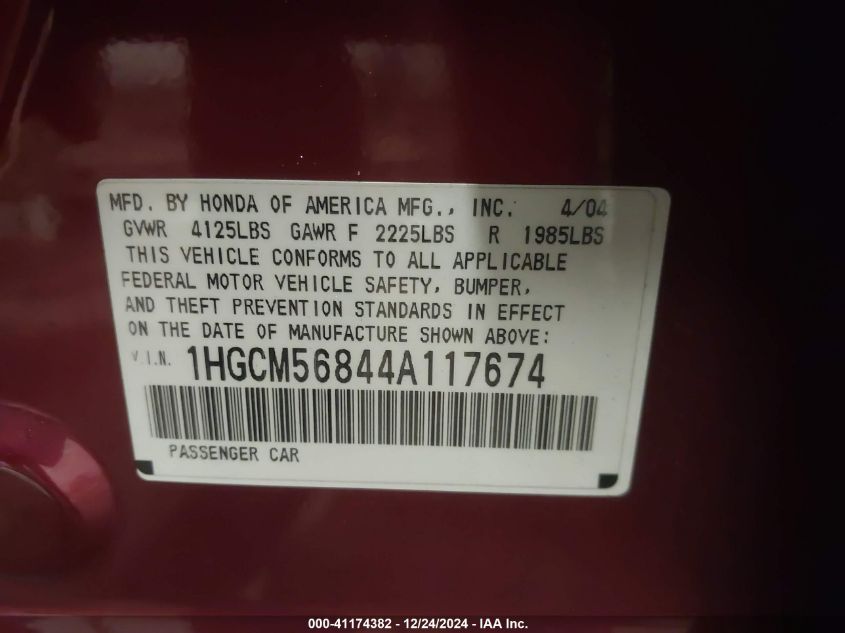 MFD. BY HONDA OF AMERICA MFG., INC. 4/04
GVWR 4125LBS GAWR F 2225LBS R 1985LBS
THIS VEHICLE CONFORMS TO ALL APPLICABLE
FEDERAL MOTOR VEHICLE SAFETY, BUMPER,
AND THEFT PREVENTION STANDARDS IN EFFECT
ON THE DATE OF MANUFACTURE SHOWN ABOVE:
V.I.N. 1HGCM56844A117674
PASSENGER CAR
000-41174382 - 12/24/2024 - IAA Inc.